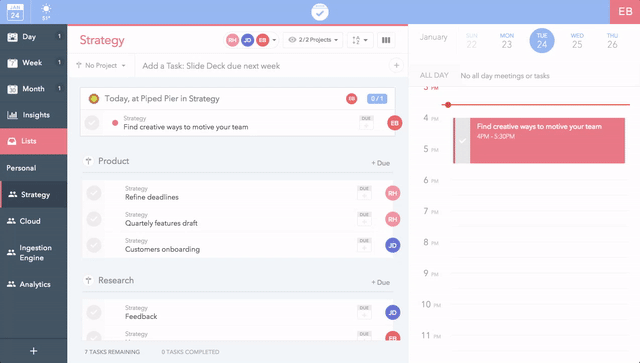 JAN
24
51°
EB
Day 1
Week 1
Month 1
Insights
Lists
Personal
Strategy
Cloud
Ingestion
Engine
Analytics
Strategy
RH JD EB
2/2 Projects
No Project
Add a Task: Slide Deck due next week
Today, at Piped Pier in Strategy
EB
0 / 1
Strategy
Find creative ways to motive your team
DUE
EB
Product
+ Due
Strategy
Refine deadlines
DUE
RH
Strategy
Quartely features draft
DUE
RH
Strategy
Customers onboarding
DUE
JD
Research
+ Due
Strategy
Feedback
DUE
JD
Strategy
DUE
EB
7 TASKS REMAINING 0 TASKS COMPLETED
January
SUN
22
MON
23
TUE
24
WED
25
THU
26
ALL DAY No all day meetings or tasks
3 PM
4 PM
Find creative ways to motive your team
4PM - 5:30PM
5 PM
6 PM
7 PM
8 PM
9 PM
10 PM
11 PM